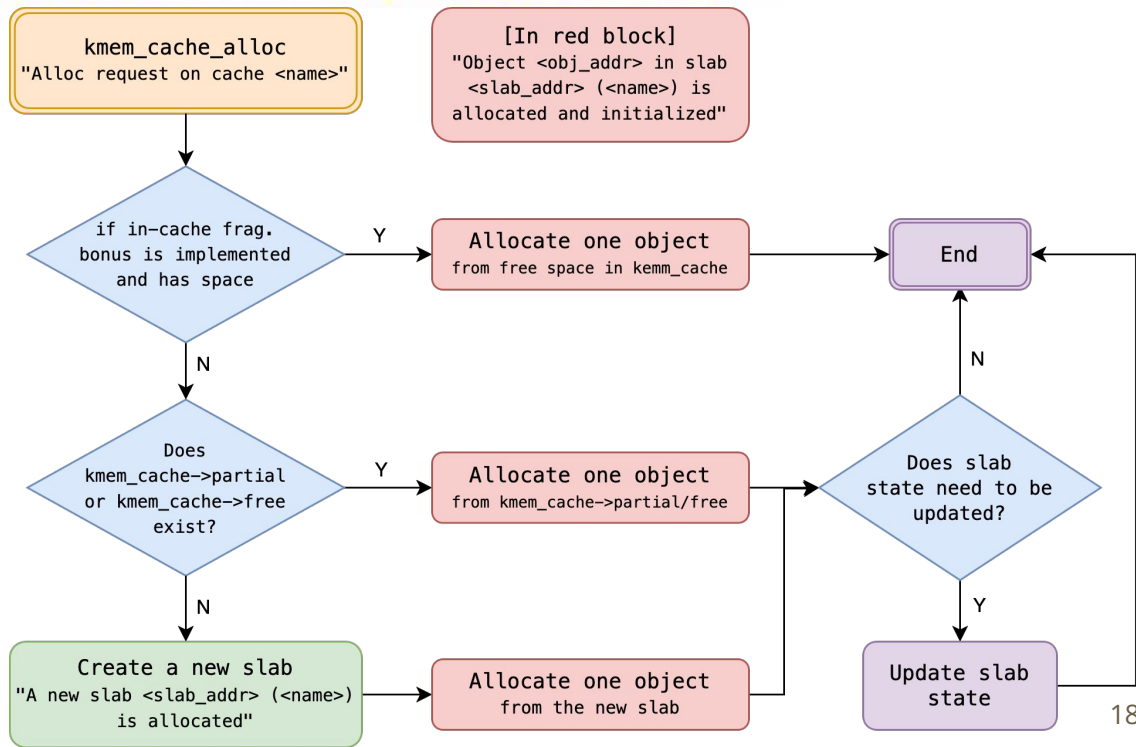 kmem_cache_alloc
"Alloc request on cache <name>"
[In red block]
"Object <obj_addr> in slab
<slab_addr> (<name>) is
allocated and initialized"
if in-cache frag.
bonus is implemented
and has space
Y
Allocate one object
from free space in kemm_cache
End
N
N
Does
kmem_cache->partial
or kmem_cache->free
exist?
Y
Allocate one object
from kmem_cache->partial/free
Does slab
state need to be
updated?
N
Y
Create a new slab
"A new slab <slab_addr> (<name>)
is allocated"
Allocate one object
from the new slab
Update slab
state
18